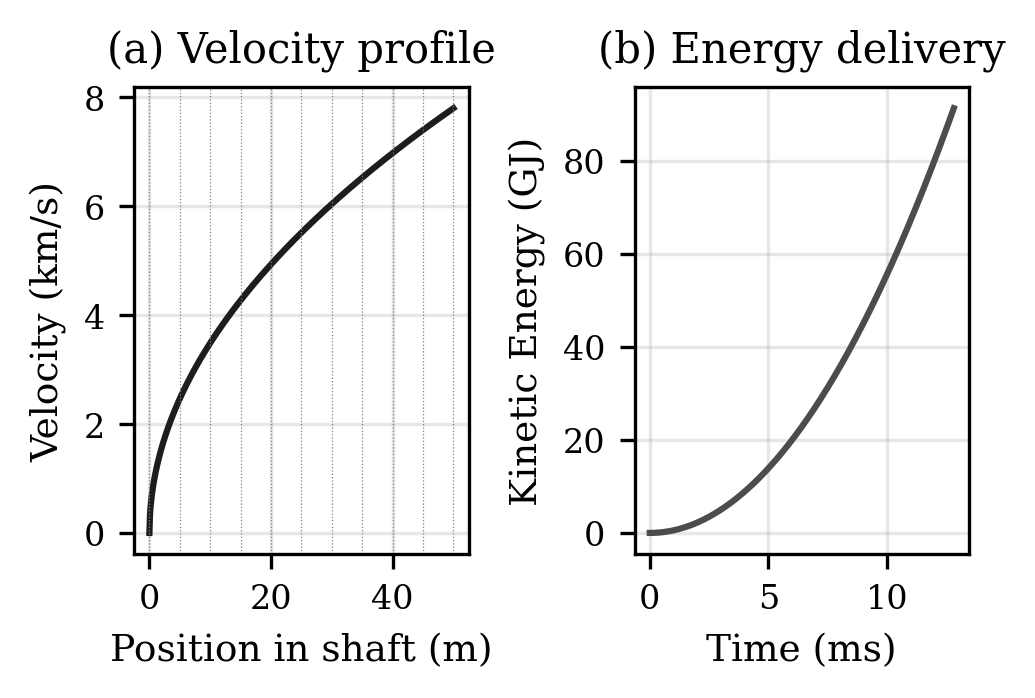 (a) Velocity profile
Velocity (km/s)
8
6
4
2
0
0 20 40
Position in shaft (m)
(b) Energy delivery
Kinetic Energy (GJ)
80
60
40
20
0
0 5 10
Time (ms)